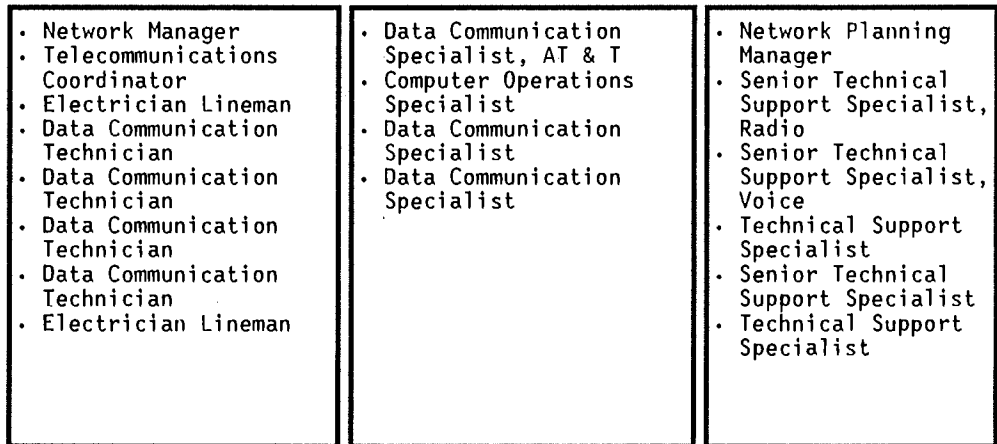 · Network Manager
· Telecommunications
Coordinator
· Electrician Lineman
· Data Communication
Technician
· Data Communication
Technician
· Data Communication
Technician
· Data Communication
Technician
· Electrician Lineman
· Data Communication
Specialist, AT & T
· Computer Operations
Specialist
· Data Communication
Specialist
· Data Communication
Specialist
· Network Planning
Manager
· Senior Technical
Support Specialist,
Radio
· Senior Technical
Support Specialist,
Voice
· Technical Support
Specialist
· Senior Technical
Support Specialist
· Technical Support
Specialist